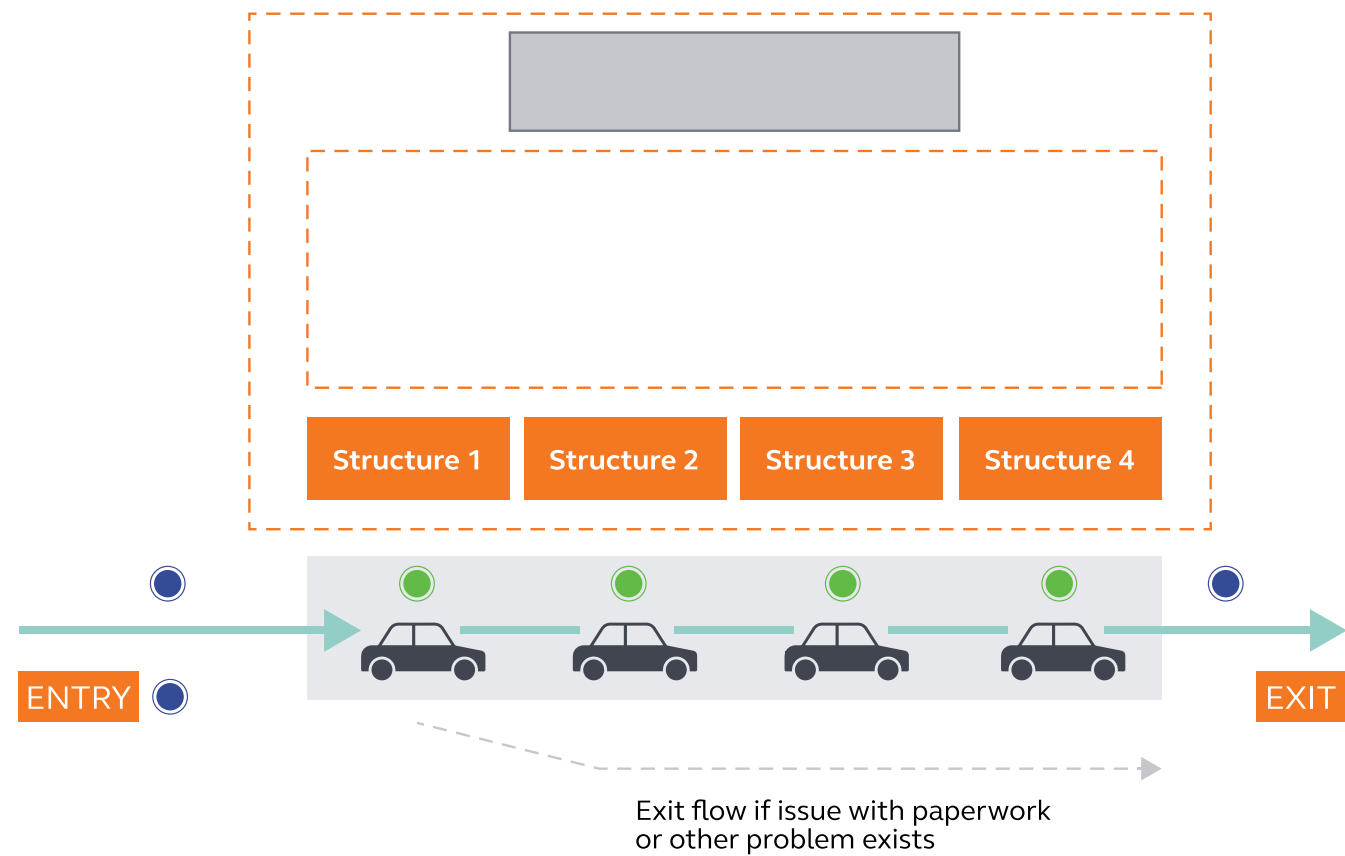 Structure 1
Structure 2
Structure 3
Structure 4
ENTRY
EXIT
Exit flow if issue with paperwork
or other problem exists